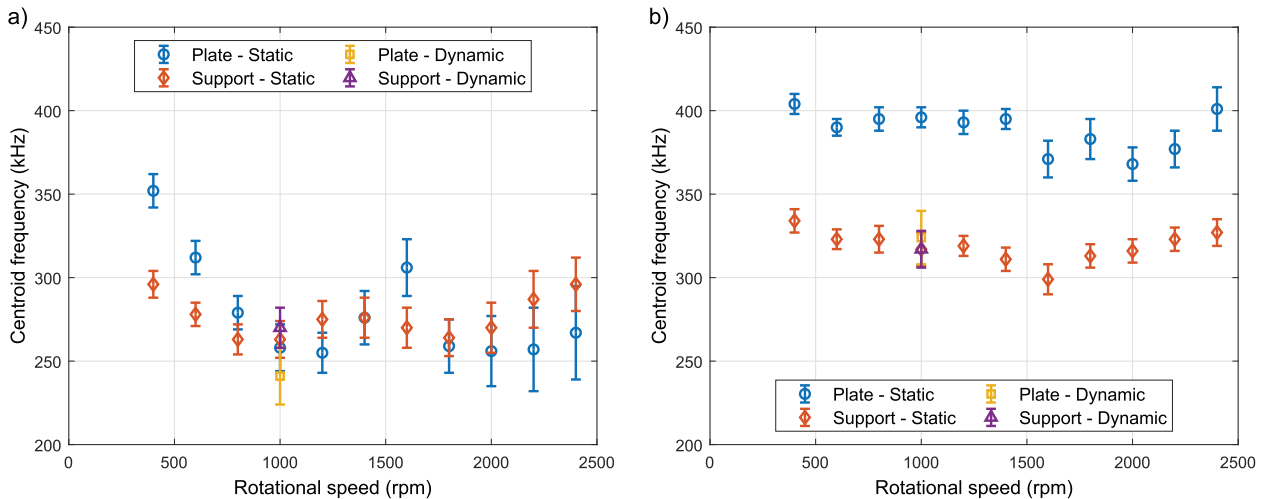 a)
450
400
350
300
250
200
Centroid frequency (kHz)
Plate - Static
Support - Static
Plate - Dynamic
Support - Dynamic
0 500 1000 1500 2000 2500
Rotational speed (rpm)
b)
450
400
350
300
250
200
Centroid frequency (kHz)
Plate - Static
Support - Static
Plate - Dynamic
Support - Dynamic
0 500 1000 1500 2000 2500
Rotational speed (rpm)